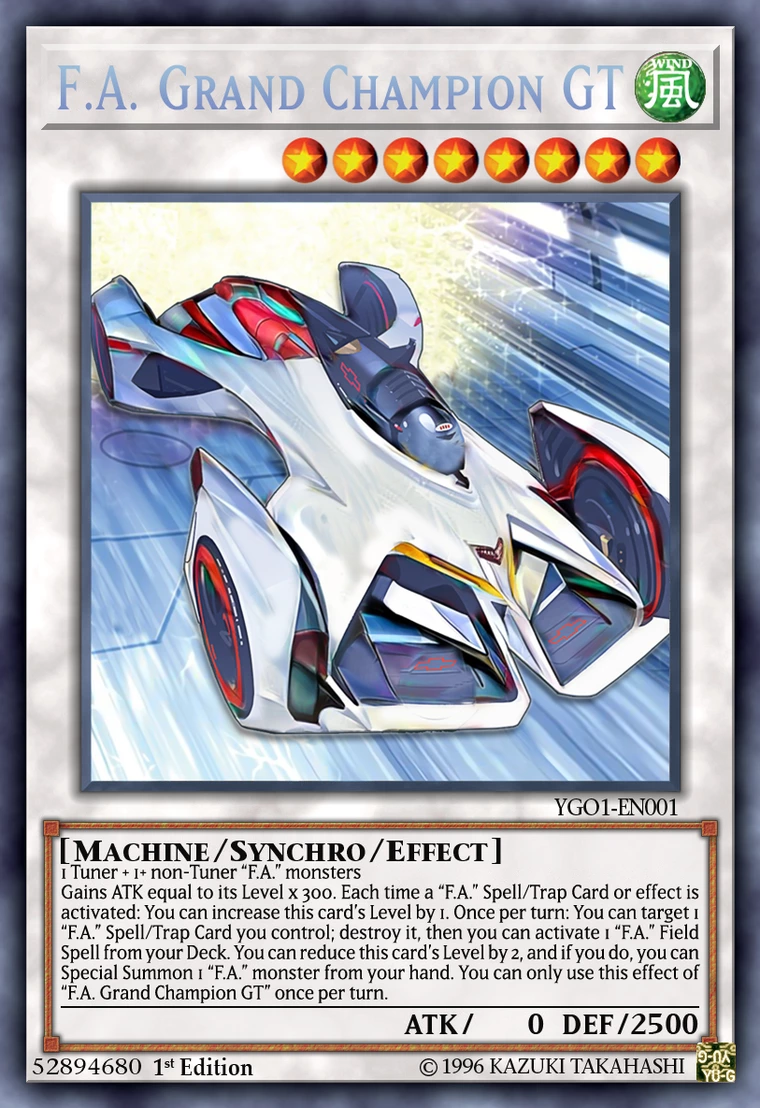 F.A. GRAND CHAMPION GT
WIND
風
YGO1-EN001
[MACHINE/SYNCHRO/EFFECT]
1 Tuner + 1+ non-Tuner “F.A.” monsters
Gains ATK equal to its Level x 300. Each time a “F.A.” Spell/Trap Card or effect is
activated: You can increase this card’s Level by 1. Once per turn: You can target 1
“F.A.” Spell/Trap Card you control; destroy it, then you can activate 1 “F.A.” Field
Spell from your Deck. You can reduce this card’s Level by 2, and if you do, you can
Special Summon 1 “F.A.” monster from your hand. You can only use this effect of
“F.A. Grand Champion GT” once per turn.
ATK/ 0 DEF/2500
52894680 1st Edition © 1996 KAZUKI TAKAHASHI